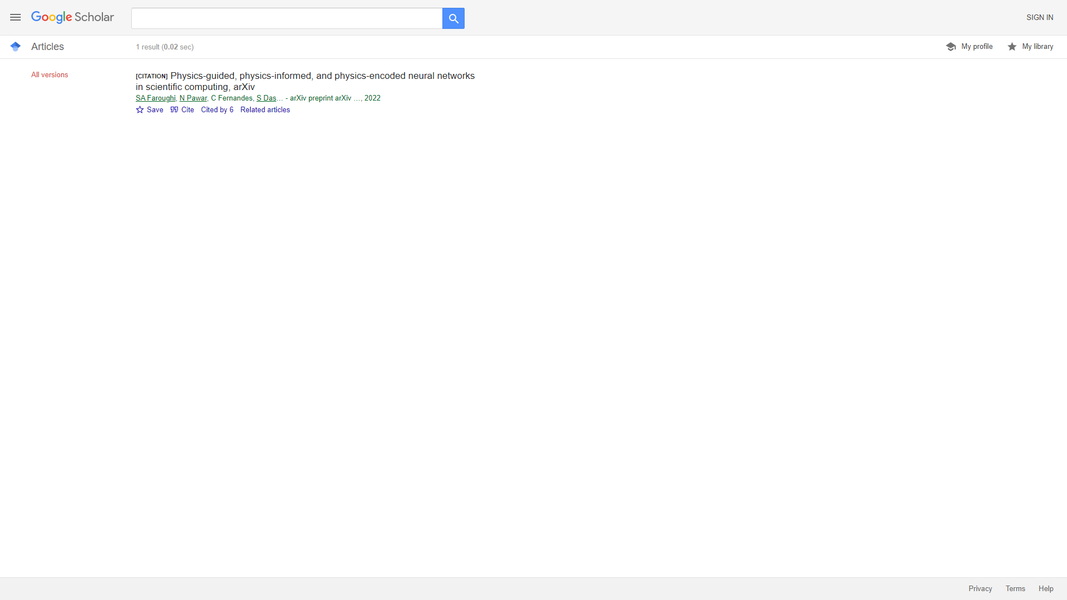 Google Scholar
SIGN IN
Articles
1 result (0.02 sec)
My profile
My library
All versions
[CITATION] Physics-guided, physics-informed, and physics-encoded neural networks
in scientific computing, arXiv
SA Faroughi, N Pawar, C Fernandes, S Das… - arXiv preprint arXiv …, 2022
Save Cite Cited by 6 Related articles
Privacy Terms Help